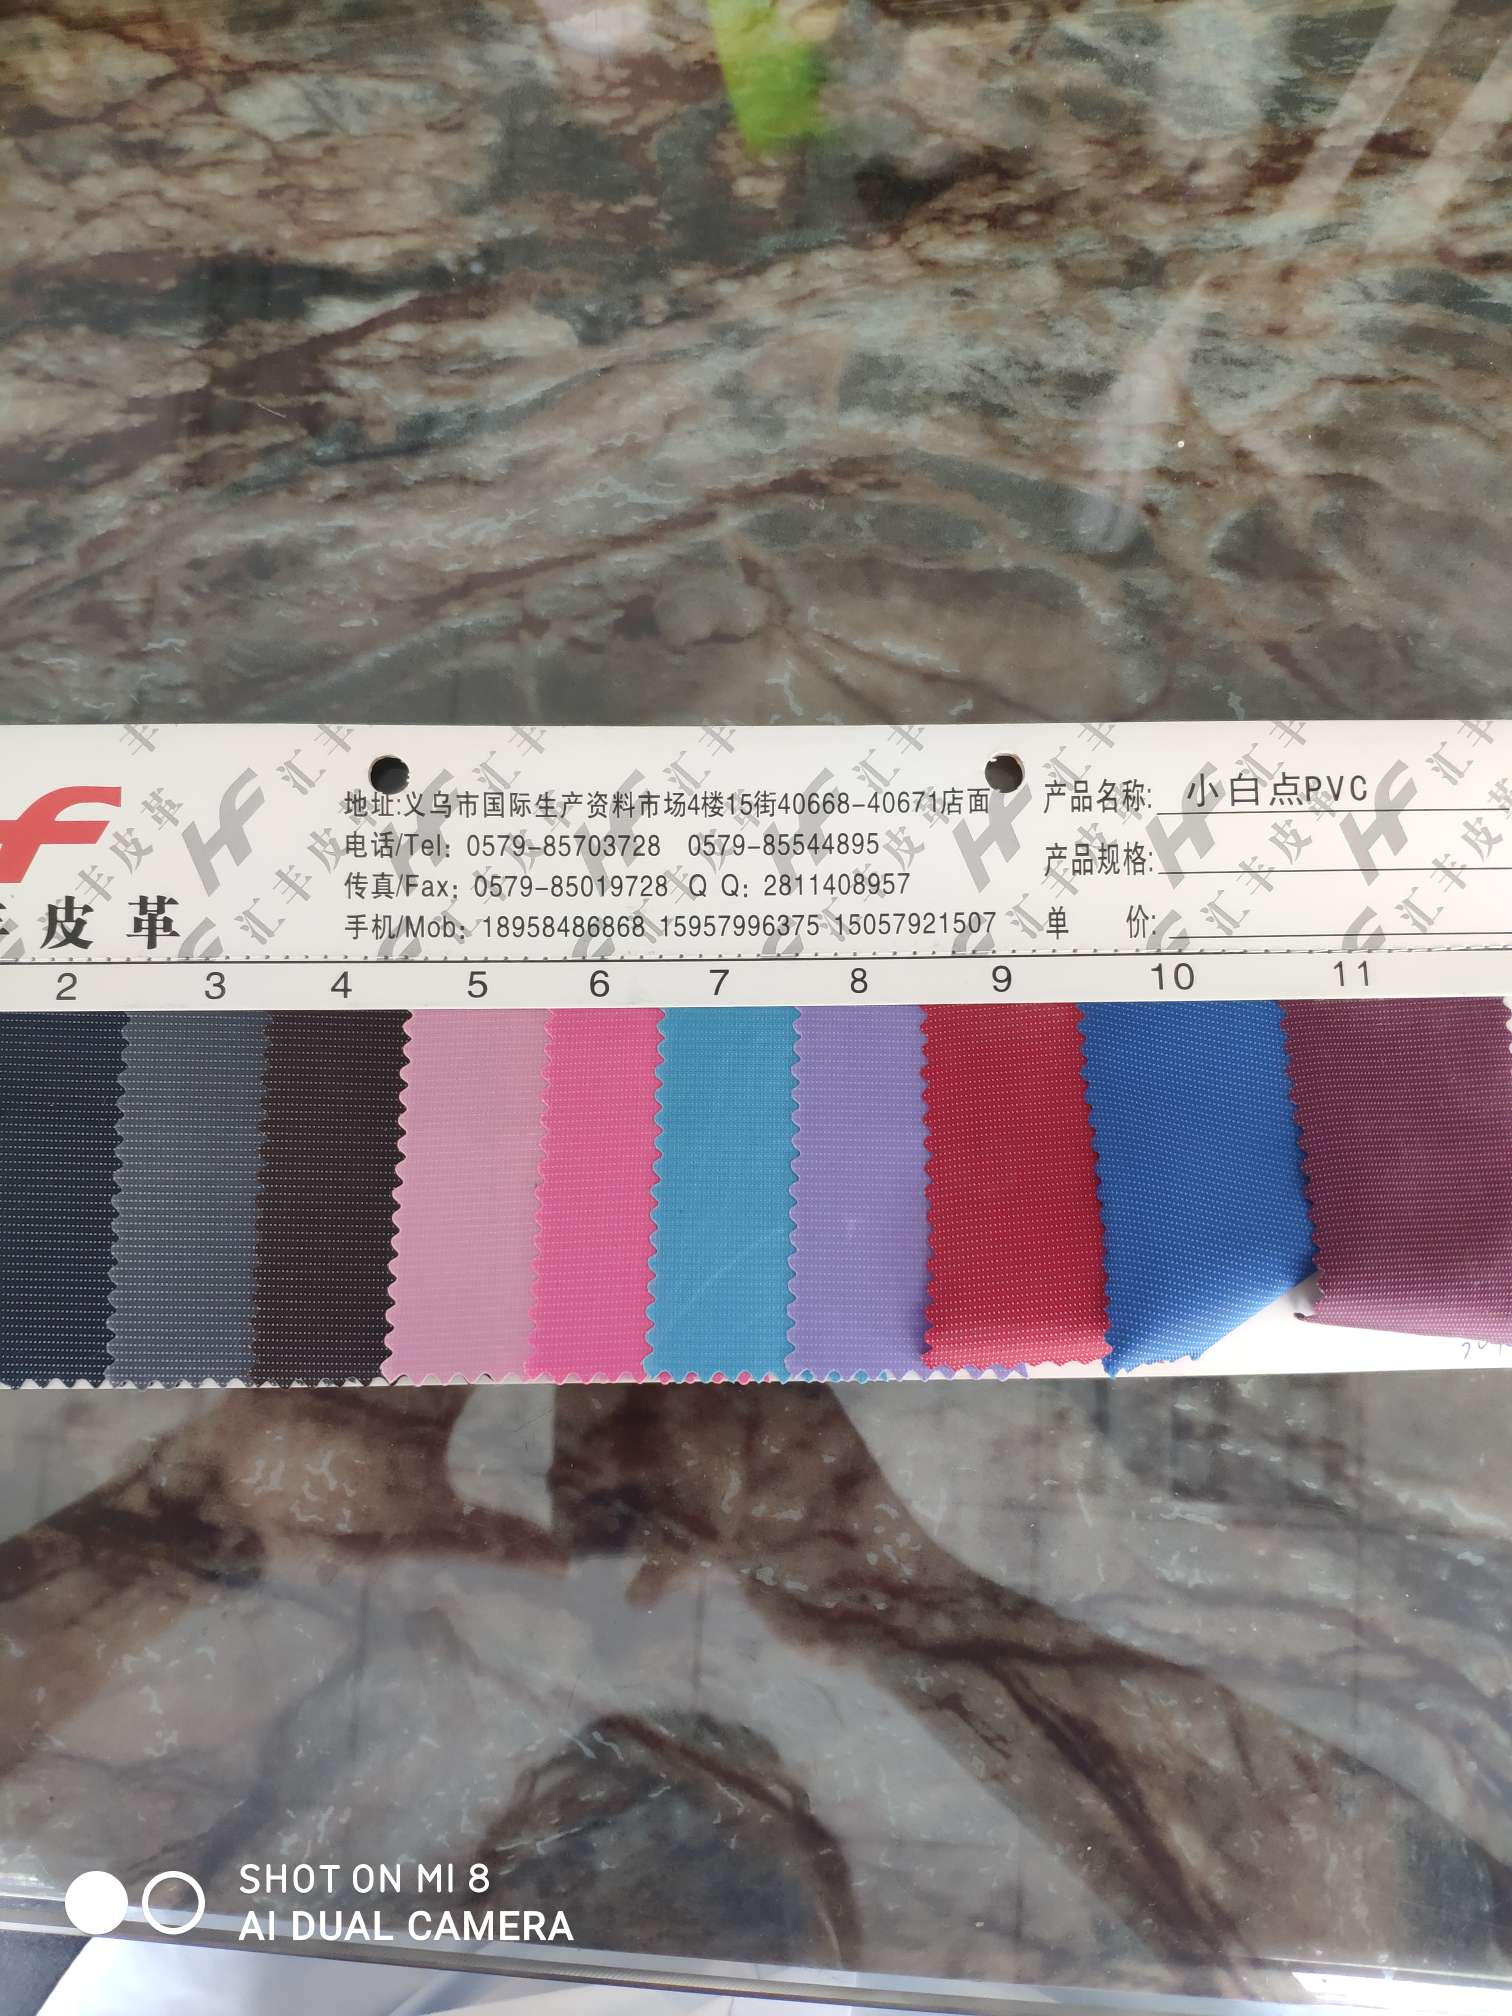 皮革
地址:义乌市国际生产资料市场4楼15街40668-40671店面
电话/Tel: 0579-85703728 0579-85544895
传真/Fax: 0579-85019728 Q Q: 2811408957
手机/Mob: 18958486868 15957996375 15057921507
产品名称: 小白点PVC
产品规格:
单 价:
2 3 4 5 6 7 8 9 10 11
汇丰皮革
SHOT ON MI 8
AI DUAL CAMERA